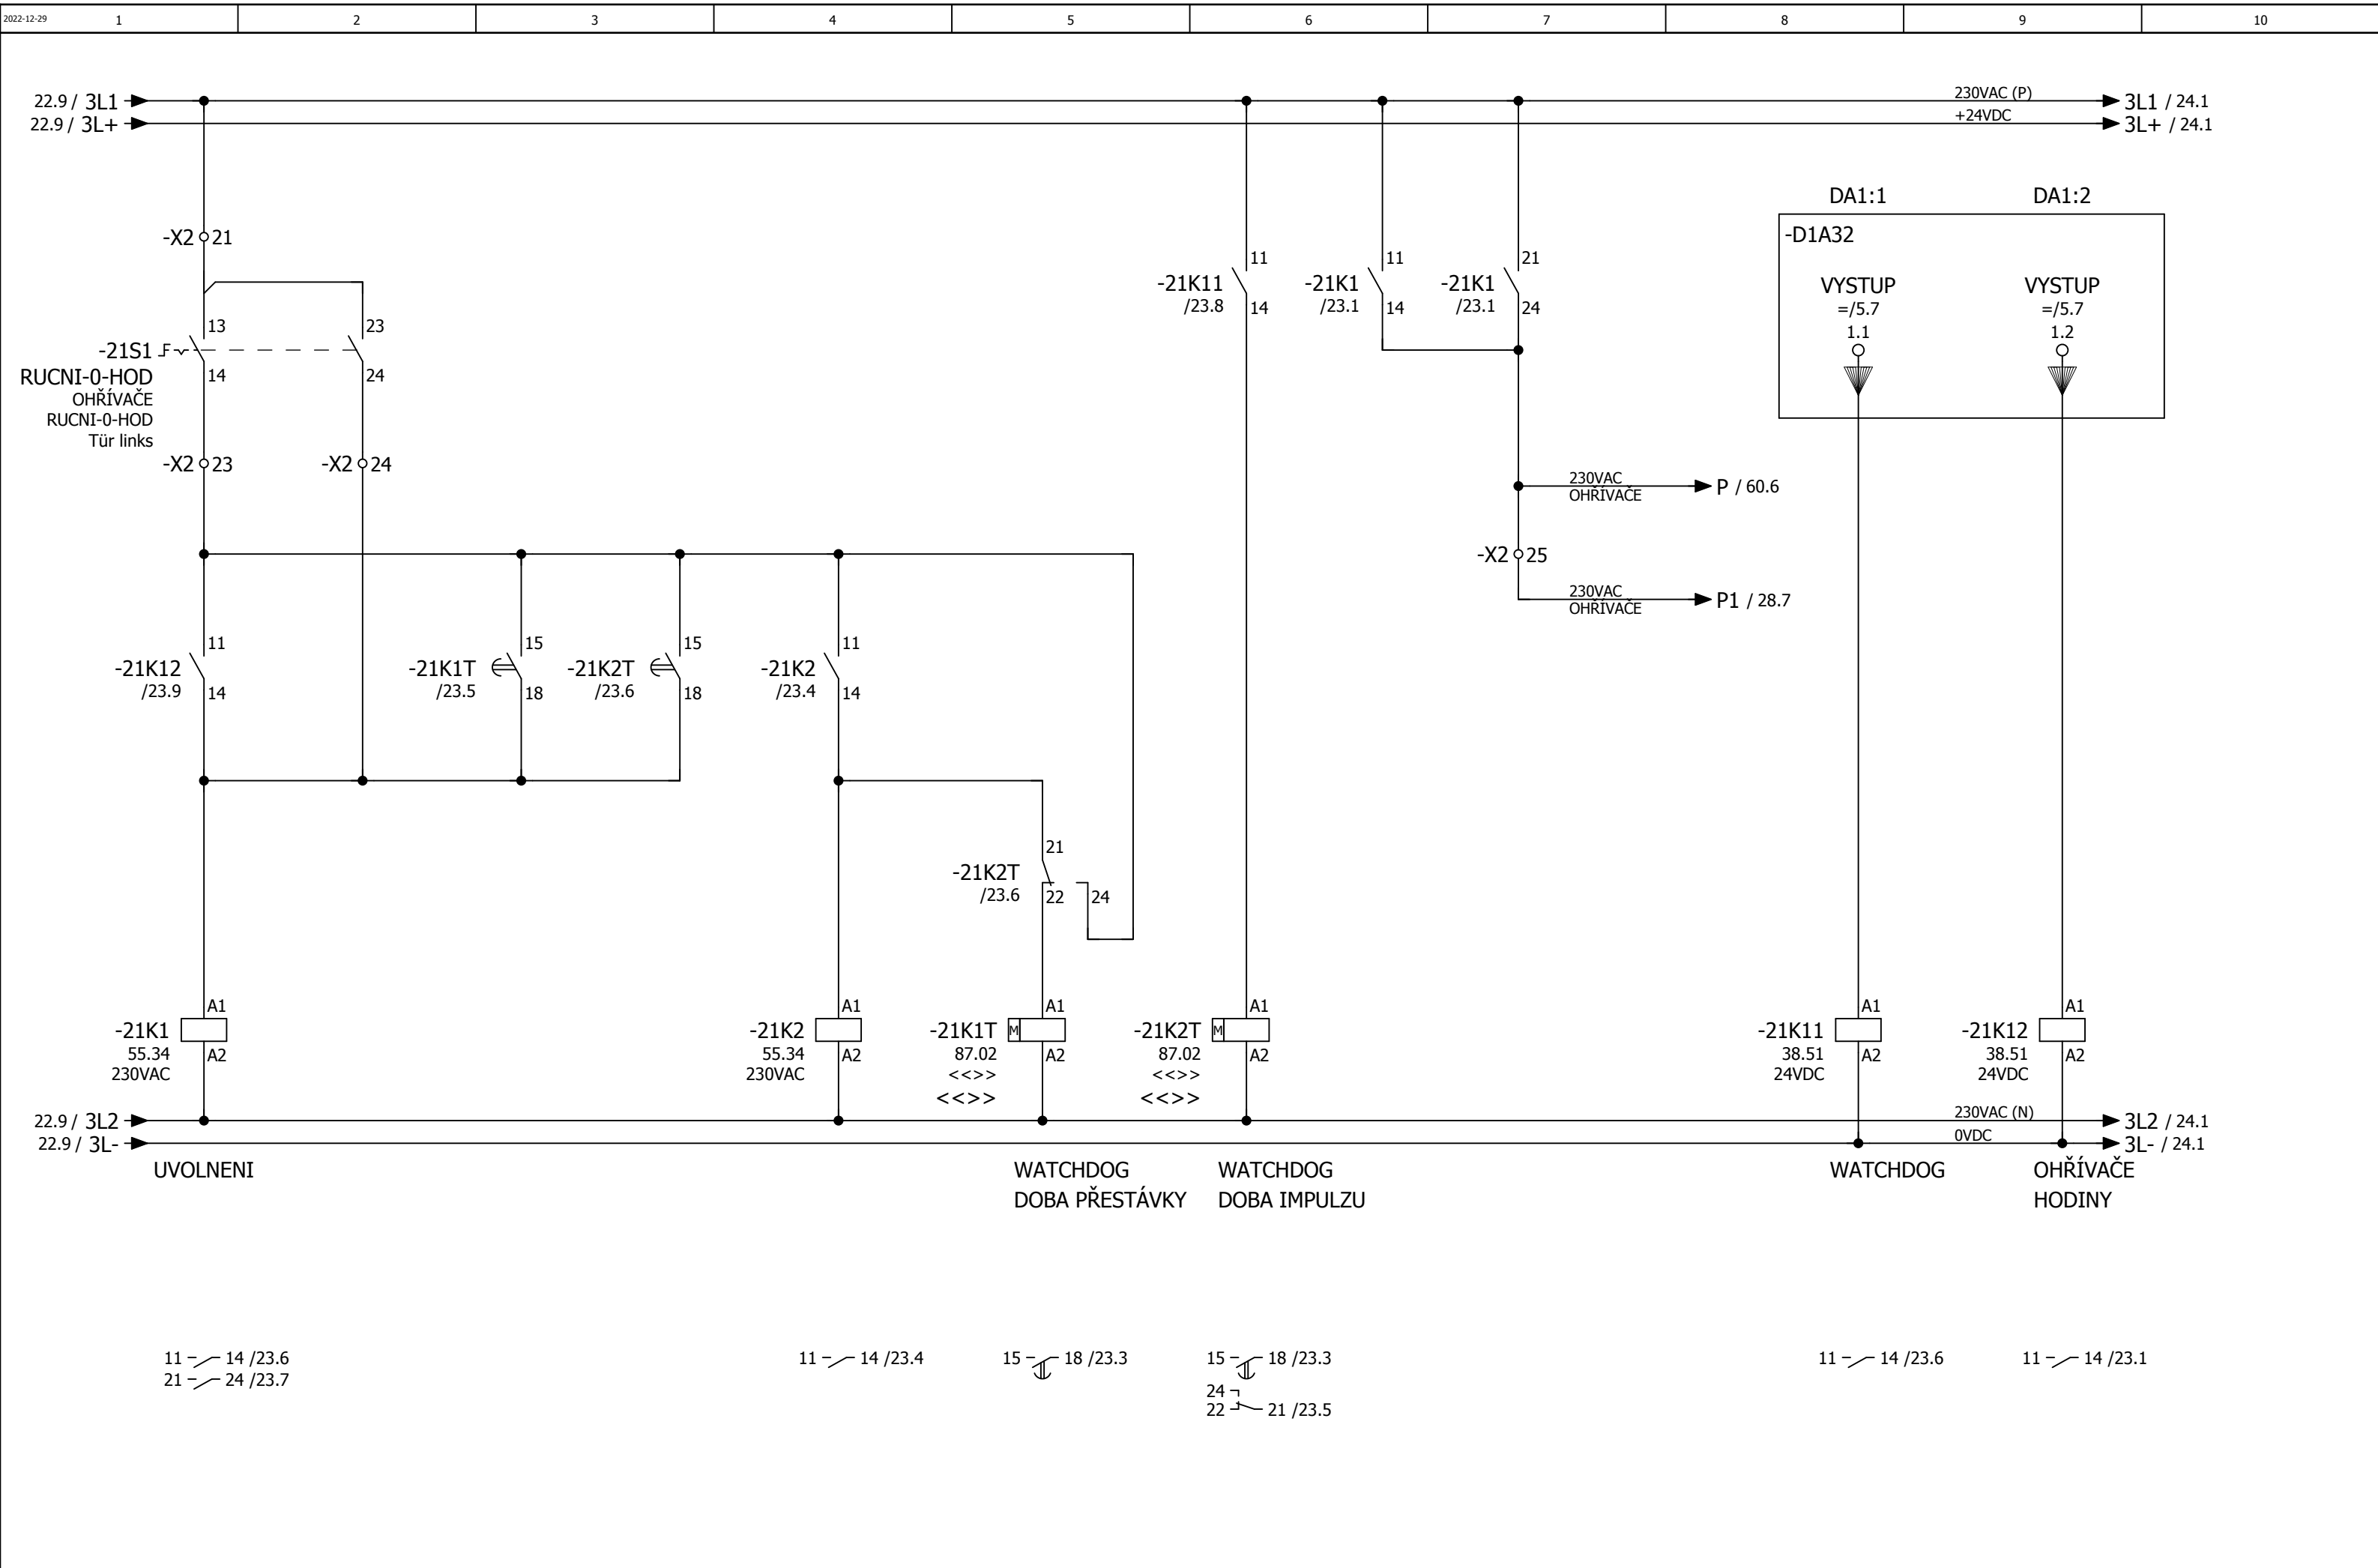 2022-12-29 1 2 3 4 5 6 7 8 9 10
22.9 / 3L1 230VAC (P) 3L1 / 24.1
22.9 / 3L+ +24VDC 3L+ / 24.1
DA1:1 DA1:2
-X2 21 -D1A32
11 11 21
-21K11 -21K1 -21K1 VYSTUP VYSTUP
/23.8 14 /23.1 14 /23.1 24 =/5.7 =/5.7
13 23 1.1 1.2
-21S1
RUCNI-0-HOD 14 24
OHŘÍVAČE
RUCNI-0-HOD
Tür links
-X2 23 -X2 24
230VAC P / 60.6
OHŘÍVAČE
-X2 25
230VAC P1 / 28.7
OHŘÍVAČE
11 15 15 11
-21K12 -21K1T -21K2T -21K2
/23.9 14 /23.5 18 /23.6 18 /23.4 14
21
-21K2T
/23.6 22 24
A1 A1 A1 A1 A1 A1
-21K1 -21K2 -21K1T M -21K2T M -21K11 -21K12
55.34 A2 55.34 A2 87.02 A2 87.02 A2 38.51 A2 38.51 A2
230VAC 230VAC <<>> <<>> 24VDC 24VDC
<<>> <<>>
22.9 / 3L2 230VAC (N) 3L2 / 24.1
22.9 / 3L- 0VDC 3L- / 24.1
UVOLNENI WATCHDOG WATCHDOG WATCHDOG OHŘÍVAČE
DOBA PŘESTÁVKY DOBA IMPULZU HODINY
11 14 /23.6 11 14 /23.4 15 18 /23.3 15 18 /23.3 11 14 /23.6 11 14 /23.1
21 24 /23.7
24
22 21 /23.5